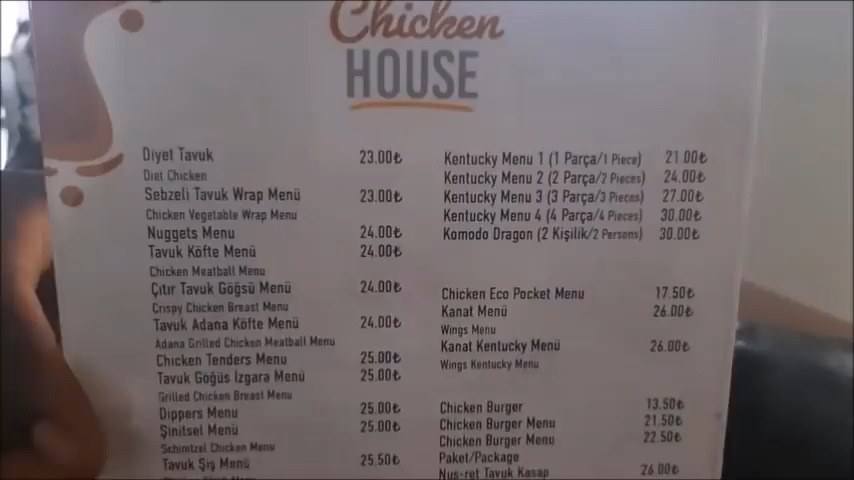 Chicken
HOUSE
Diyet Tavuk 23.00₺
Diet Chicken
Sebzeli Tavuk Wrap Menü 23.00₺
Chicken Vegetable Wrap Menu
Nuggets Menu 24.00₺
Tavuk Köfte Menü 24.00₺
Chicken Meatball Menu
Çıtır Tavuk Göğsü Menü 24.00₺
Crispy Chicken Breast Menu
Tavuk Adana Köfte Menü 24.00₺
Adana Grilled Chicken Meatball Menu
Chicken Tenders Menu 25.00₺
Tavuk Göğüs Izgara Menü 25.00₺
Grilled Chicken Breast Menu
Dippers Menu 25.00₺
Şinitsel Menü 25.00₺
Schinitzel Chicken Menu
Tavuk Şiş Menü 25.50₺
Kentucky Menu 1 (1 Parça/1 Piece) 21.00₺
Kentucky Menu 2 (2 Parça/2 Pieces) 24.00₺
Kentucky Menu 3 (3 Parça/3 Pieces) 27.00₺
Kentucky Menu 4 (4 Parça/4 Pieces) 30.00₺
Komodo Dragon (2 Kişilik/2 Persons) 30.00₺
Chicken Eco Pocket Menu 17.50₺
Kanat Menü 26.00₺
Wings Menu
Kanat Kentucky Menü 26.00₺
Wings Kentucky Menu
Chicken Burger 13.50₺
Chicken Burger Menu 21.50₺
Chicken Burger Menu 22.50₺
Paket/Package
Nus-ret Tavuk Kasap 26.00₺